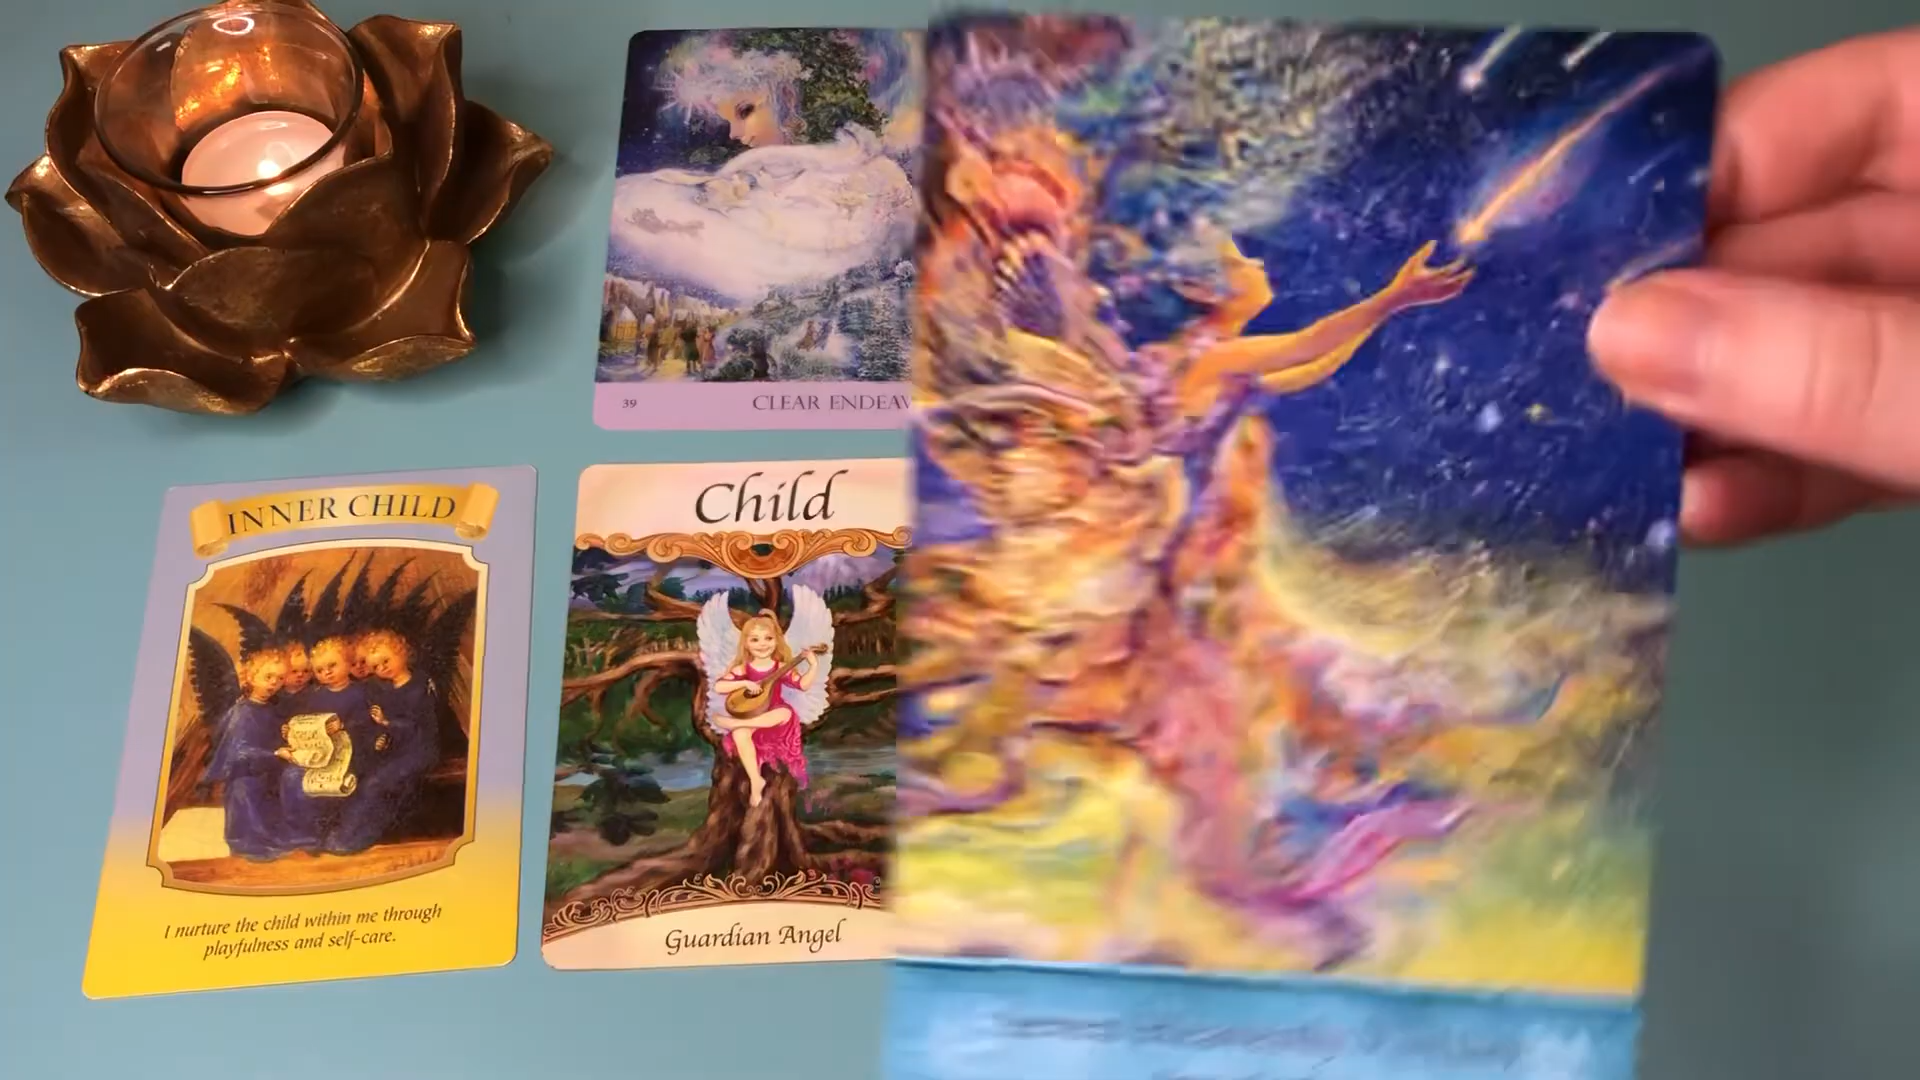 39 CLEAR ENDEAV
INNER CHILD
I nurture the child within me through
playfulness and self-care.
Child
Guardian Angel